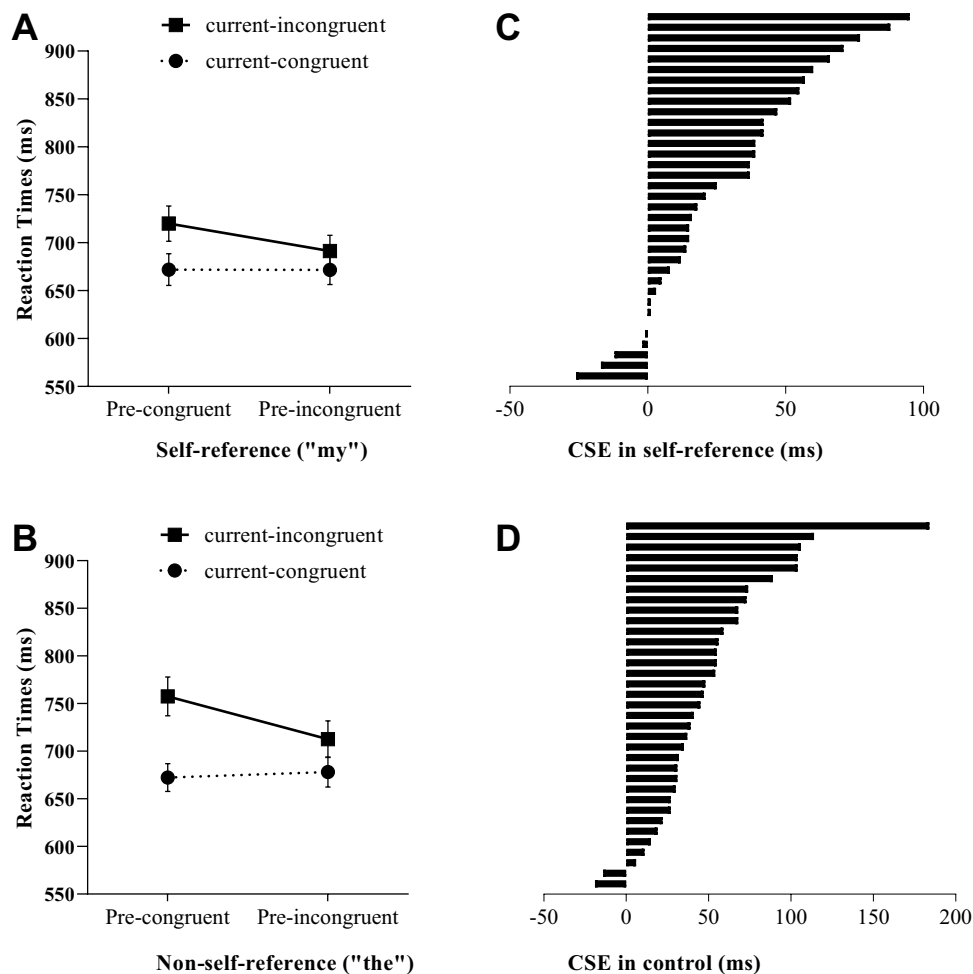 A
current-incongruent
current-congruent
Reaction Times (ms)
900
850
800
750
700
650
600
550
Pre-congruent
Pre-incongruent
Self-reference ("my")
C
-50
0
50
100
CSE in self-reference (ms)
B
current-incongruent
current-congruent
Reaction Times (ms)
900
850
800
750
700
650
600
550
Pre-congruent
Pre-incongruent
Non-self-reference ("the")
D
-50
0
50
100
150
200
CSE in control (ms)